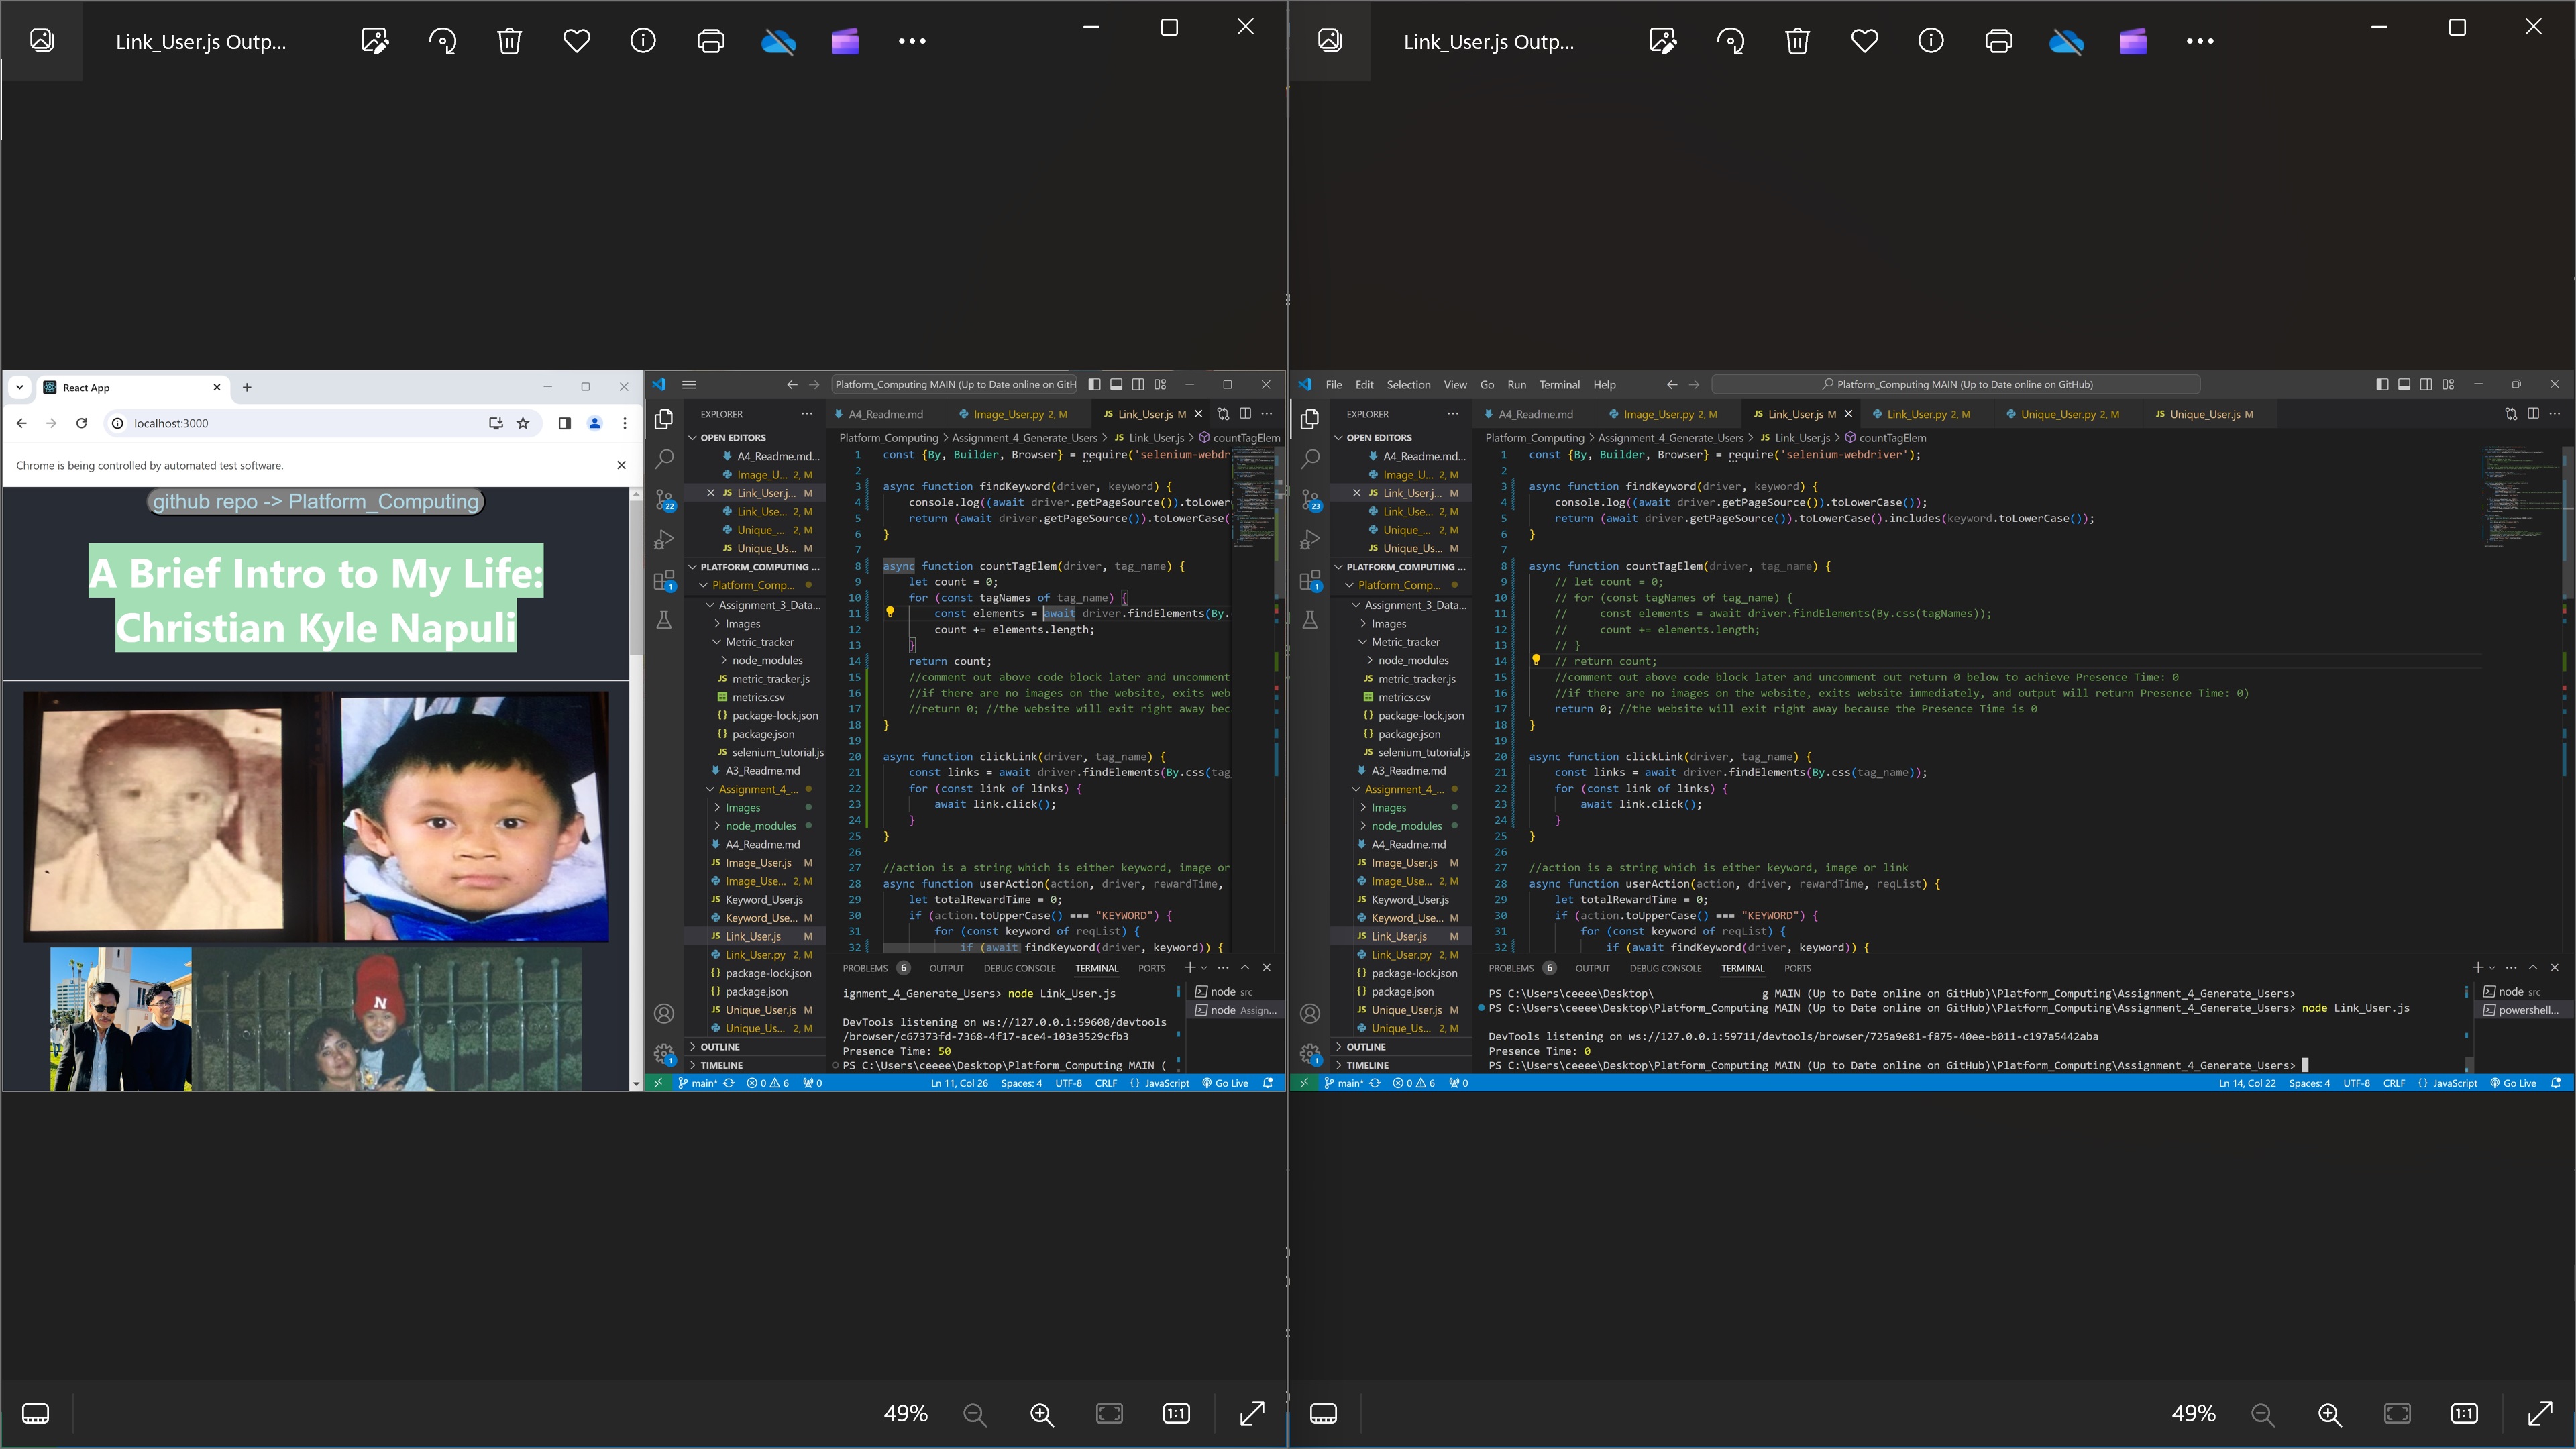 Link_User.js Outp...
React App
localhost:3000
Chrome is being controlled by automated test software.
github repo -> Platform_Computing
A Brief Intro to My Life:
Christian Kyle Napuli
N
Platform_Computing MAIN (Up to Date online on GitH
EXPLORER
A4_Readme.md
Image_User.py 2, M
JS Link_User.js M
OPEN EDITORS
A4_Readme.md...
Image_U... 2, M
JS Link_User.j... M
Link_Use... 2, M
Unique_... 2, M
JS Unique_Us... M
22
1
PLATFORM_COMPUTING ...
Platform_Comp...
Assignment_3_Data...
Images
Metric_tracker
node_modules
JS metric_tracker.js
metrics.csv
{} package-lock.json
{} package.json
JS selenium_tutorial.js
A3_Readme.md
Assignment_4_...
Images
node_modules
A4_Readme.md
JS Image_User.js M
Image_Use... 2, M
JS Keyword_User.js
Keyword_Use... M
JS Link_User.js M
Link_User.py 2, M
{} package-lock.json
{} package.json
JS Unique_User.js M
Unique_Us... 2, M
OUTLINE
TIMELINE
Platform_Computing > Assignment_4_Generate_Users > JS Link_User.js > countTagElem
1 const {By, Builder, Browser} = require('selenium-webdr
2
3 async function findKeyword(driver, keyword) {
4 console.log((await driver.getPageSource()).toLower
5 return (await driver.getPageSource()).toLowerCase(
6 }
7
8 async function countTagElem(driver, tag_name) {
9 let count = 0;
10 for (const tagNames of tag_name) {
11 const elements = await driver.findElements(By.
12 count += elements.length;
13 }
14 return count;
15 //comment out above code block later and uncomment
16 //if there are no images on the website, exits web
17 //return 0; //the website will exit right away bec
18 }
19
20 async function clickLink(driver, tag_name) {
21 const links = await driver.findElements(By.css(tag
22 for (const link of links) {
23 await link.click();
24 }
25 }
26
27 //action is a string which is either keyword, image or
28 async function userAction(action, driver, rewardTime,
29 let totalRewardTime = 0;
30 if (action.toUpperCase() === "KEYWORD") {
31 for (const keyword of reqList) {
32 if (await findKeyword(driver, keyword)) {
PROBLEMS 6 OUTPUT DEBUG CONSOLE TERMINAL PORTS
ignment_4_Generate_Users> node Link_User.js
DevTools listening on ws://127.0.0.1:59608/devtools
/browser/c67373fd-7368-4f17-ace4-103e3529cfb3
Presence Time: 50
PS C:\Users\ceeee\Desktop\Platform_Computing MAIN (
node src
node Assign...
main* 0 6 0 Ln 11, Col 26 Spaces: 4 UTF-8 CRLF {} JavaScript Go Live
49%
1:1
Link_User.js Outp...
File Edit Selection View Go Run Terminal Help
Platform_Computing MAIN (Up to Date online on GitHub)
EXPLORER
A4_Readme.md
Image_User.py 2, M
JS Link_User.js M
Link_User.py 2, M
Unique_User.py 2, M
JS Unique_User.js M
OPEN EDITORS
A4_Readme.md...
Image_U... 2, M
JS Link_User.j... M
Link_Use... 2, M
Unique_... 2, M
JS Unique_Us... M
23
1
PLATFORM_COMPUTING ...
Platform_Comp...
Assignment_3_Data...
Images
Metric_tracker
node_modules
JS metric_tracker.js
metrics.csv
{} package-lock.json
{} package.json
JS selenium_tutorial.js
A3_Readme.md
Assignment_4_...
Images
node_modules
A4_Readme.md
JS Image_User.js M
Image_Use... 2, M
JS Keyword_User.js
Keyword_Use... M
JS Link_User.js M
Link_User.py 2, M
{} package-lock.json
{} package.json
JS Unique_User.js M
Unique_Us... 2, M
OUTLINE
TIMELINE
Platform_Computing > Assignment_4_Generate_Users > JS Link_User.js > countTagElem
1 const {By, Builder, Browser} = require('selenium-webdriver');
2
3 async function findKeyword(driver, keyword) {
4 console.log((await driver.getPageSource()).toLowerCase());
5 return (await driver.getPageSource()).toLowerCase().includes(keyword.toLowerCase());
6 }
7
8 async function countTagElem(driver, tag_name) {
9 // let count = 0;
10 // for (const tagNames of tag_name) {
11 // const elements = await driver.findElements(By.css(tagNames));
12 // count += elements.length;
13 // }
14 // return count;
15 //comment out above code block later and uncomment out return 0 below to achieve Presence Time: 0
16 //if there are no images on the website, exits website immediately, and output will return Presence Time: 0)
17 return 0; //the website will exit right away because the Presence Time is 0
18 }
19
20 async function clickLink(driver, tag_name) {
21 const links = await driver.findElements(By.css(tag_name));
22 for (const link of links) {
23 await link.click();
24 }
25 }
26
27 //action is a string which is either keyword, image or link
28 async function userAction(action, driver, rewardTime, reqList) {
29 let totalRewardTime = 0;
30 if (action.toUpperCase() === "KEYWORD") {
31 for (const keyword of reqList) {
32 if (await findKeyword(driver, keyword)) {
PROBLEMS 6 OUTPUT DEBUG CONSOLE TERMINAL PORTS
PS C:\Users\ceeee\Desktop\ g MAIN (Up to Date online on GitHub)\Platform_Computing\Assignment_4_Generate_Users>
PS C:\Users\ceeee\Desktop\Platform_Computing MAIN (Up to Date online on GitHub)\Platform_Computing\Assignment_4_Generate_Users> node Link_User.js
DevTools listening on ws://127.0.0.1:59711/devtools/browser/725a9e81-f875-40ee-b011-c197a5442aba
Presence Time: 0
PS C:\Users\ceeee\Desktop\Platform_Computing MAIN (Up to Date online on GitHub)\Platform_Computing\Assignment_4_Generate_Users>
node src
powershell...
main* 0 6 0 Ln 14, Col 22 Spaces: 4 UTF-8 CRLF {} JavaScript Go Live
49%
1:1